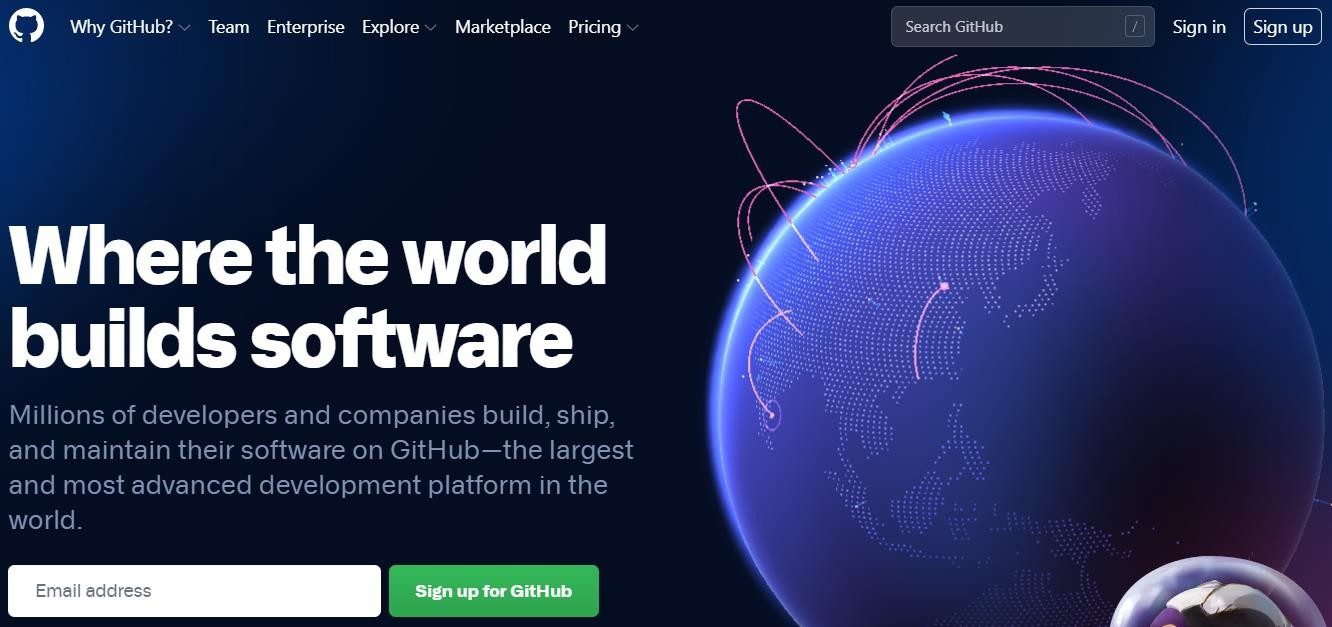 Why GitHub? Team Enterprise Explore Marketplace Pricing Search GitHub / Sign in Sign up
Where the world
builds software
Millions of developers and companies build, ship,
and maintain their software on GitHub—the largest
and most advanced development platform in the
world.
Email address Sign up for GitHub